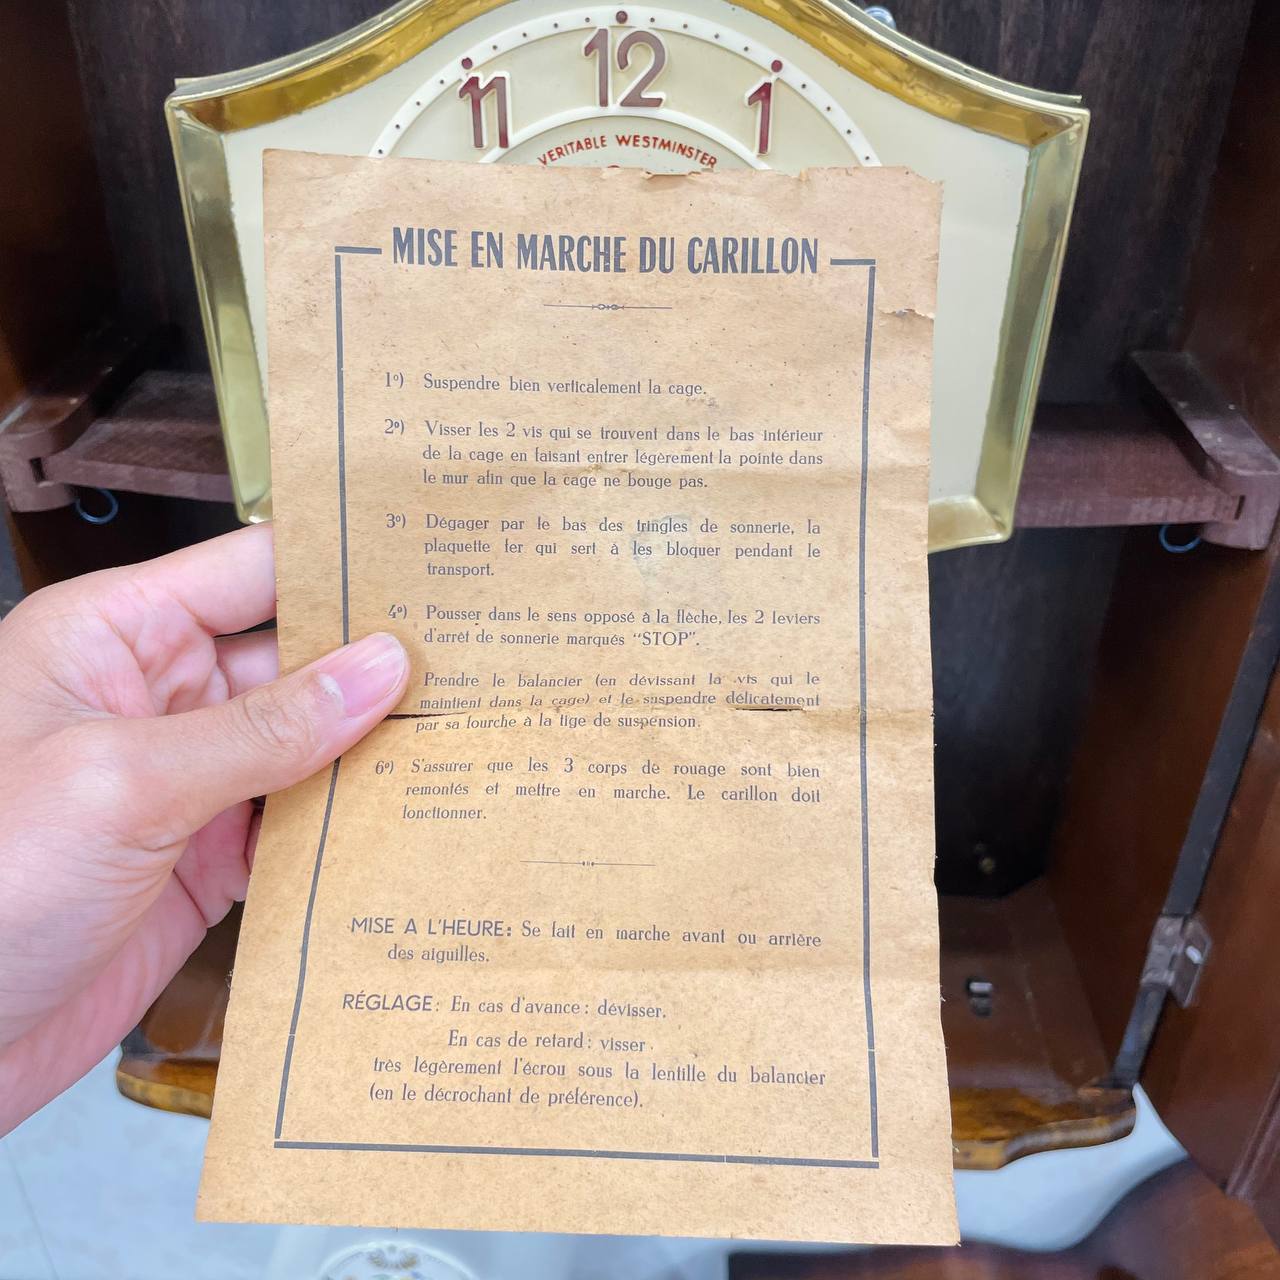 11
12
1
VERITABLE WESTMINSTER
MISE EN MARCHE DU CARILLON
1º) Suspendre bien verticalement la cage.
2º) Visser les 2 vis qui se trouvent dans le bas intérieur
de la cage en faisant entrer légèrement la pointe dans
le mur afin que la cage ne bouge pas.
3º) Dégager par le bas des tringles de sonnerie, la
plaquette fer qui sert à les bloquer pendant le
transport.
4º) Pousser dans le sens opposé à la flèche, les 2 leviers
d'arrêt de sonnerie marqués “STOP”.
Prendre le balancier (en dévissant la vis qui le
maintient dans la cage) et le suspendre délicatement
par sa fourche à la tige de suspension.
6º) S'assurer que les 3 corps de rouage sont bien
remontés et mettre en marche. Le carillon doit
fonctionner.
MISE A L'HEURE: Se fait en marche avant ou arrière
des aiguilles.
RÉGLAGE: En cas d'avance: dévisser.
En cas de retard: visser.
très légèrement l'écrou sous la lentille du balancier
(en le décrochant de préférence).